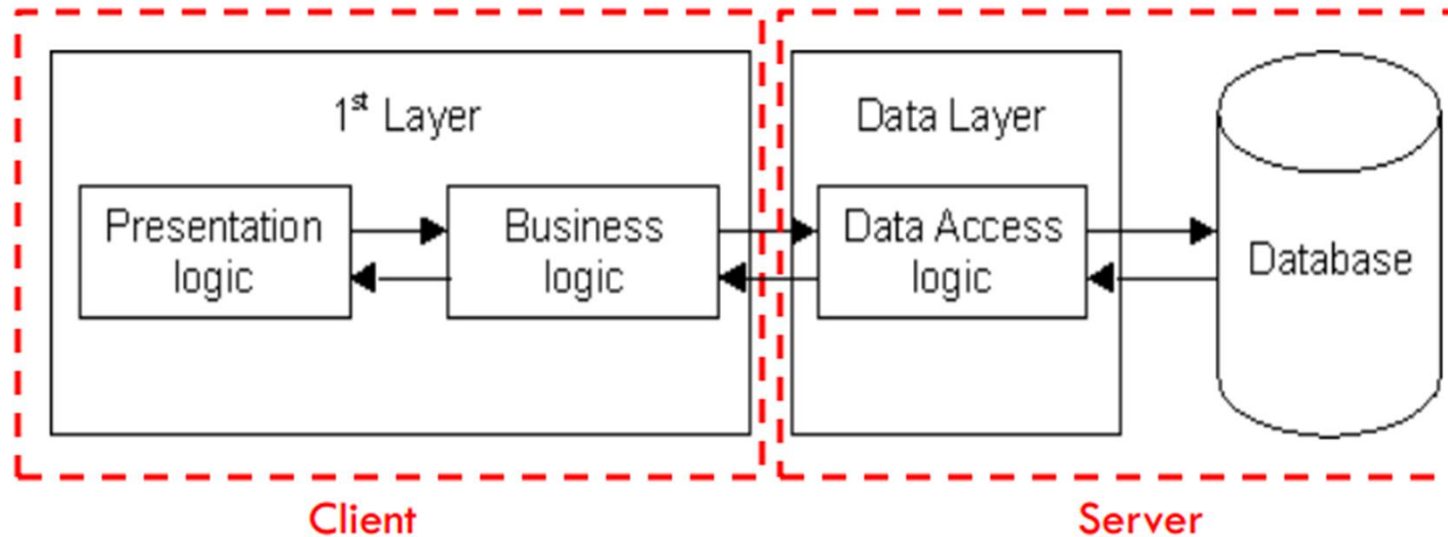 1st Layer
Data Layer
Presentation
logic
Business
logic
Data Access
logic
Database
Client
Server